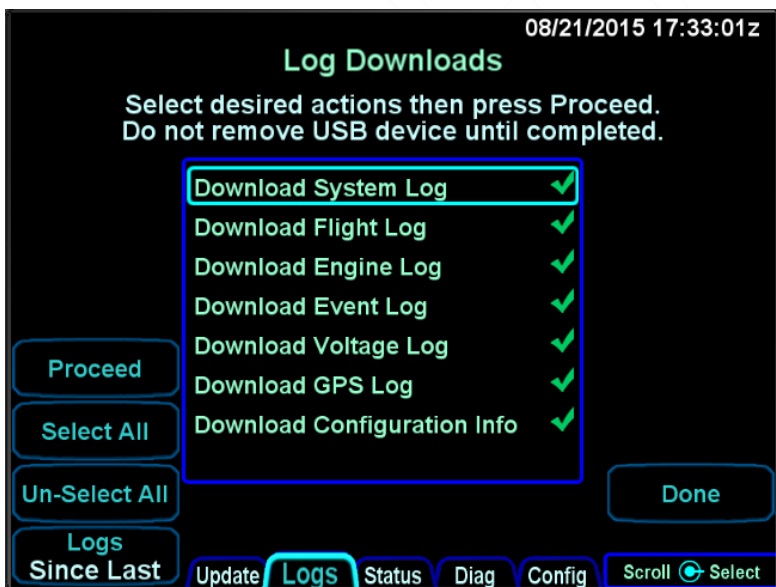 08/21/2015 17:33:01z
Log Downloads
Select desired actions then press Proceed.
Do not remove USB device until completed.
Download System Log
Download Flight Log
Download Engine Log
Download Event Log
Download Voltage Log
Download GPS Log
Download Configuration Info
Proceed
Select All
Un-Select All
Logs
Since Last
Done
Update Logs Status Diag Config Scroll Select